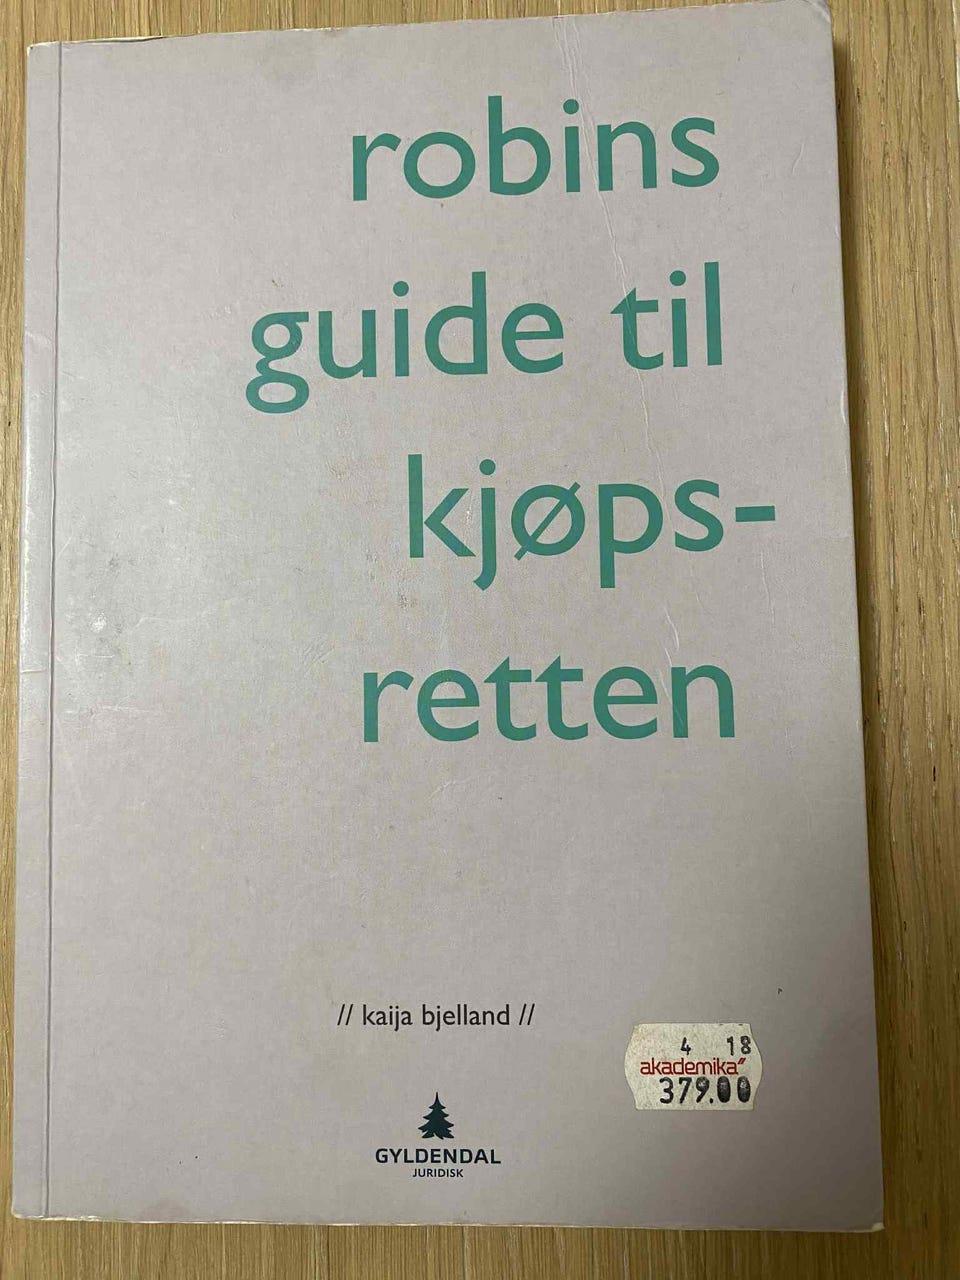 robins
guide til
kjøps-
retten
// kaija bjelland //
4 18
akademika
379.00
GYLDENDAL
JURIDISK